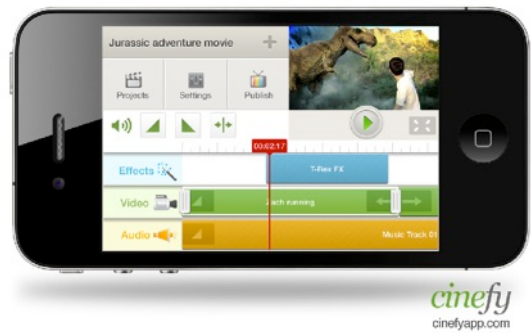 Jurassic adventure movie
Projects
Settings
Publish
00:02:17
Effects
T-Rex FX
Video
Zach running
Audio
Music Track 01
cinefy
cinefyapp.com